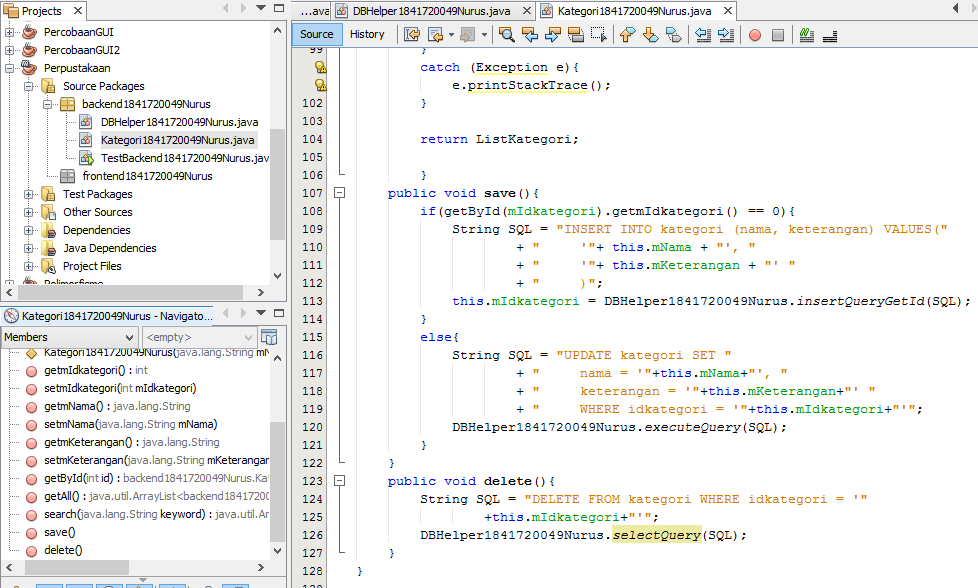 Projects
PercobaanGUI
PercobaanGUI2
Perpustakaan
Source Packages
backend1841720049Nurus
DBHelper1841720049Nurus.java
Kategori1841720049Nurus.java
TestBackend1841720049Nurus.jav
frontend1841720049Nurus
Test Packages
Other Sources
Dependencies
Java Dependencies
Project Files
Kategori1841720049Nurus - Navigato...
Members
<empty>
Kategori1841720049Nurus(java.lang.String mN
getmIdkategori() : int
setmIdkategori(int mIdkategori)
getmNama() : java.lang.String
setmNama(java.lang.String mNama)
getmKeterangan() : java.lang.String
setmKeterangan(java.lang.String mKeterangan
getById(int id) : backend1841720049Nurus.Ka
getAll() : java.util.ArrayList<backend18417200
search(java.lang.String keyword) : java.util.Ar
save()
delete()
...ava
DBHelper1841720049Nurus.java
Kategori1841720049Nurus.java
Source
History
99 }
catch (Exception e){
e.printStackTrace();
102 }
103
104 return ListKategori;
105
106 }
107 public void save(){
108 if(getById(mIdkategori).getmIdkategori() == 0){
109 String SQL = "INSERT INTO kategori (nama, keterangan) VALUES("
110 + "     '"+ this.mNama + "', "
111 + "     '"+ this.mKeterangan + "' "
112 + "     )";
113 this.mIdkategori = DBHelper1841720049Nurus.insertQueryGetId(SQL);
114 }
115 else{
116 String SQL = "UPDATE kategori SET "
117 + "     nama = '"+this.mNama+"', "
118 + "     keterangan = '"+this.mKeterangan+"' "
119 + "     WHERE idkategori = '"+this.mIdkategori+"'";
120 DBHelper1841720049Nurus.executeQuery(SQL);
121 }
122 }
123 public void delete(){
124 String SQL = "DELETE FROM kategori WHERE idkategori = '"
125 +this.mIdkategori+"'";
126 DBHelper1841720049Nurus.selectQuery(SQL);
127 }
128 }